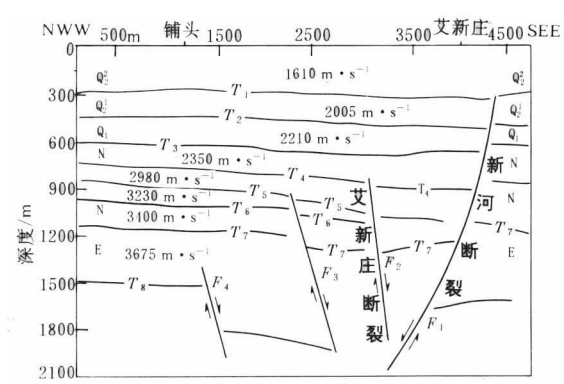 NWW 铺头 艾新庄 SEE
500m 1500 2500 3500 4500
0
300
600
900
1200
1500
1800
2100
深度/m
Q₂² 1610 m·s⁻¹ Q₂²
T₁
Q₂¹ T₂ 2005 m·s⁻¹ Q₂¹
Q₁ 2210 m·s⁻¹ Q₁
T₃
N 2350 m·s⁻¹ T₄ N
2980 m·s⁻¹ T₅ T₄
3230 m·s⁻¹ T₆ T₅ N
N 3400 m·s⁻¹ T₆
T₇ T₇ T₇ T₇
E 3675 m·s⁻¹ E
T₈ F₄ F₃ F₂ F₁
艾新庄断裂
新河断裂